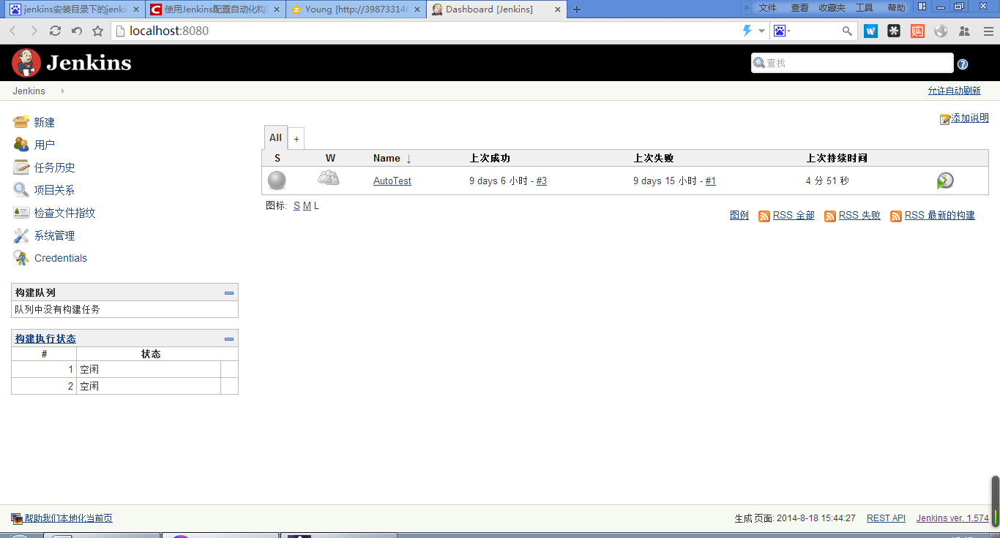 jenkins安装目录下的jenki
使用Jenkins配置自动化构
Young [http://39873314
Dashboard [Jenkins]
文件 查看 收藏夹 工具 帮助
localhost:8080
Jenkins
查找
Jenkins
允许自动刷新
新建
用户
任务历史
项目关系
检查文件指纹
系统管理
Credentials
添加说明
All +
S W Name ↓ 上次成功 上次失败 上次持续时间
AutoTest 9 days 6 小时 - #3 9 days 15 小时 - #1 4 分 51 秒
图标: S M L
图例 RSS 全部 RSS 失败 RSS 最新的构建
构建队列
队列中没有构建任务
构建执行状态
# 状态
1 空闲
2 空闲
帮助我们本地化当前页
生成页面: 2014-8-18 15:44:27 REST API Jenkins ver. 1.574